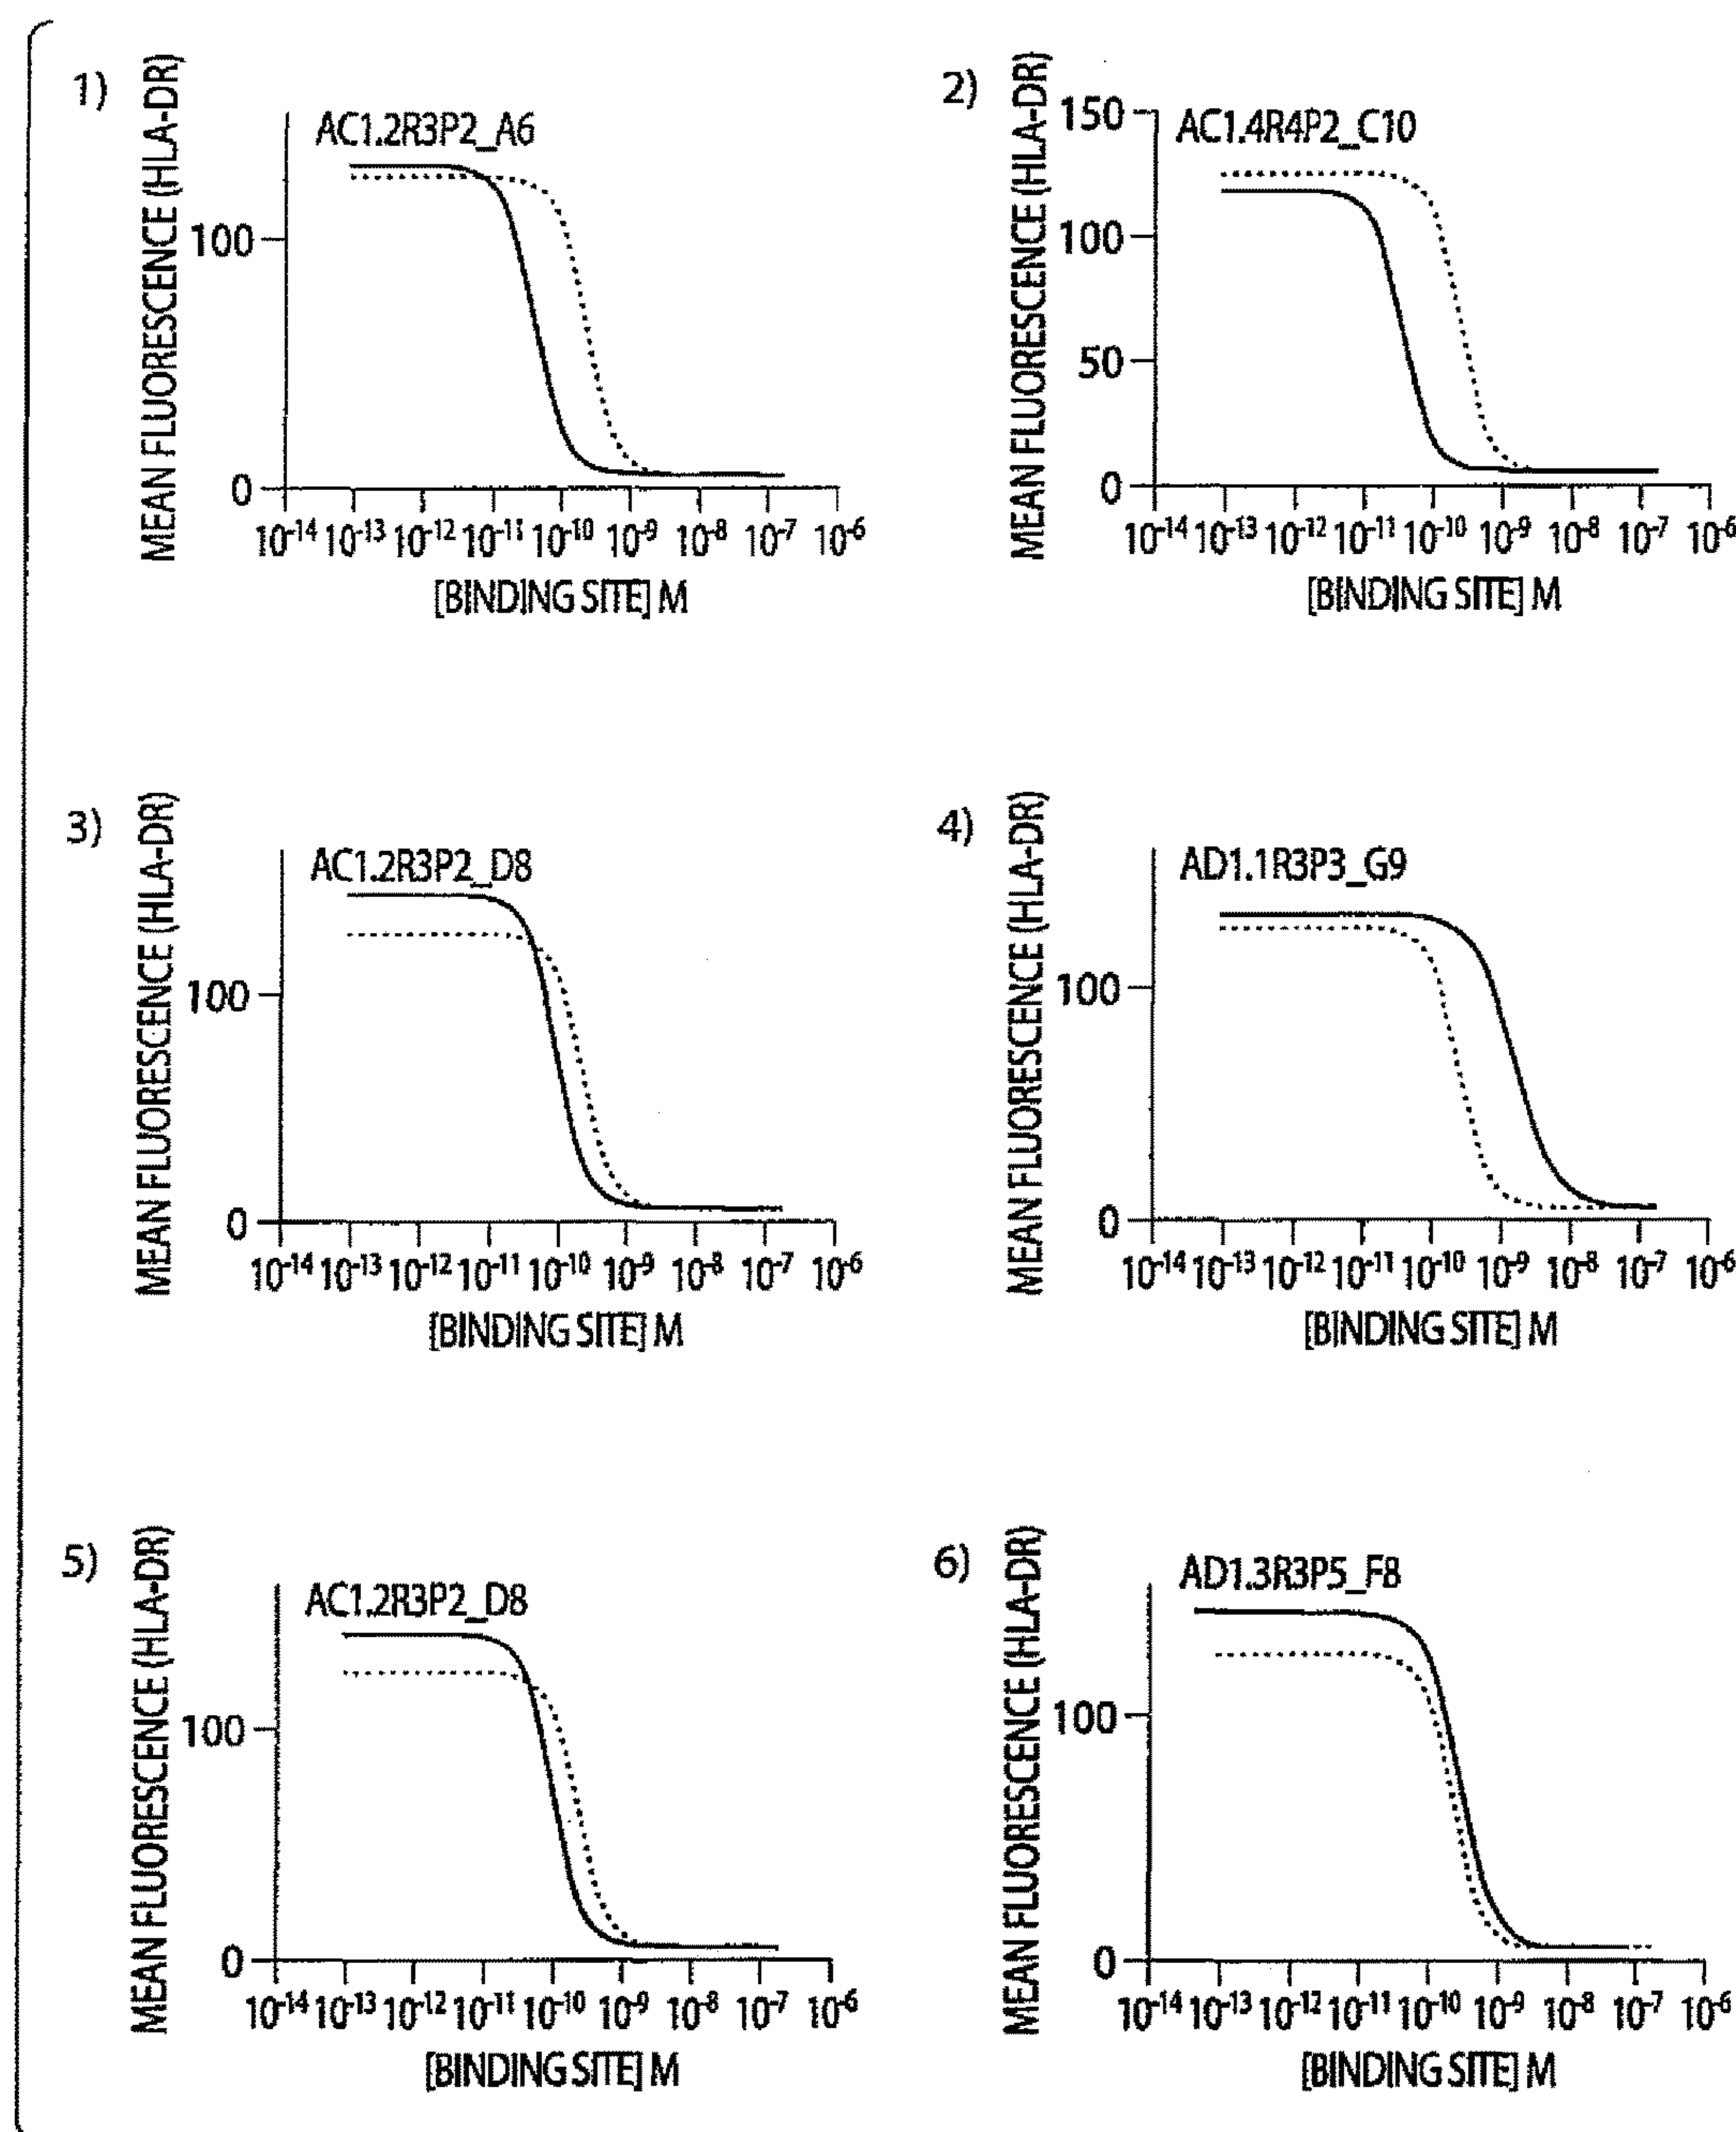 1)
MEAN FLUORESCENCE (HLA-DR)
AC1.2R3P2_A6
100
0
10-14 10-13 10-12 10-11 10-10 10-9 10-8 10-7 10-6
[BINDING SITE] M
2)
MEAN FLUORESCENCE (HLA-DR)
AC1.4R4P2_C10
150
100
50
0
10-14 10-13 10-12 10-11 10-10 10-9 10-8 10-7 10-6
[BINDING SITE] M
3)
MEAN FLUORESCENCE (HLA-DR)
AC1.2R3P2_D8
100
0
10-14 10-13 10-12 10-11 10-10 10-9 10-8 10-7 10-6
[BINDING SITE] M
4)
MEAN FLUORESCENCE (HLA-DR)
AD1.1R3P3_G9
100
0
10-14 10-13 10-12 10-11 10-10 10-9 10-8 10-7 10-6
[BINDING SITE] M
5)
MEAN FLUORESCENCE (HLA-DR)
AC1.2R3P2_D8
100
0
10-14 10-13 10-12 10-11 10-10 10-9 10-8 10-7 10-6
[BINDING SITE] M
6)
MEAN FLUORESCENCE (HLA-DR)
AD1.3R3P5_F8
100
0
10-14 10-13 10-12 10-11 10-10 10-9 10-8 10-7 10-6
[BINDING SITE] M